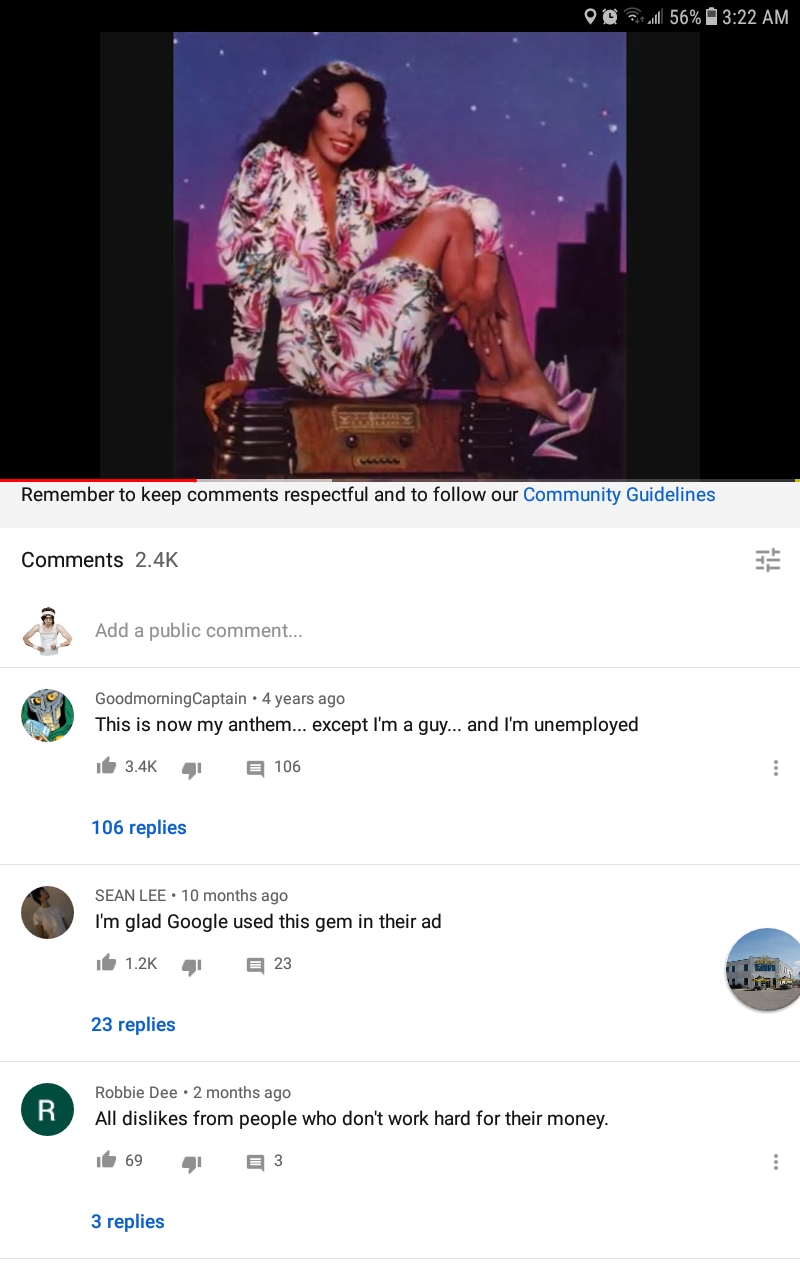 56% 3:22 AM
Remember to keep comments respectful and to follow our Community Guidelines
Comments 2.4K
Add a public comment...
GoodmorningCaptain • 4 years ago
This is now my anthem... except I'm a guy... and I'm unemployed
3.4K 106
106 replies
SEAN LEE • 10 months ago
I'm glad Google used this gem in their ad
1.2K 23
23 replies
R
Robbie Dee • 2 months ago
All dislikes from people who don't work hard for their money.
69 3
3 replies